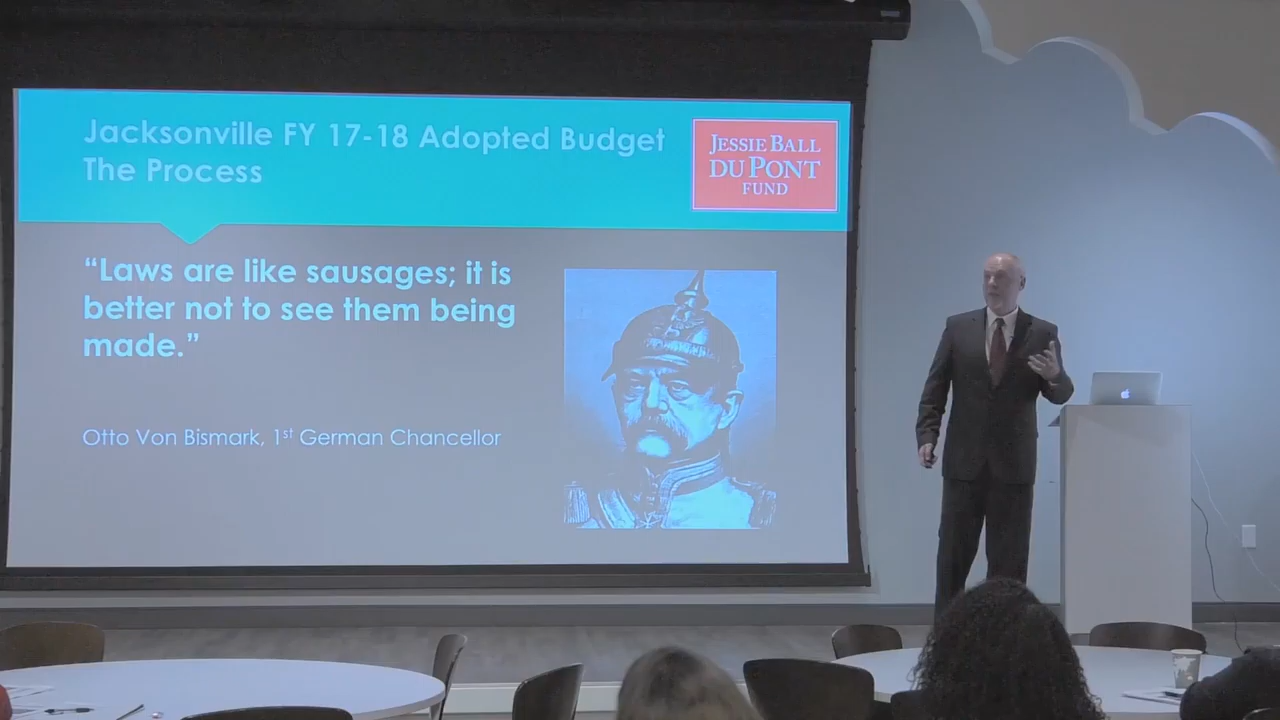 Jacksonville FY 17-18 Adopted Budget
The Process
JESSIE BALL
DU PONT
FUND
“Laws are like sausages; it is
better not to see them being
made.”
Otto Von Bismark, 1st German Chancellor